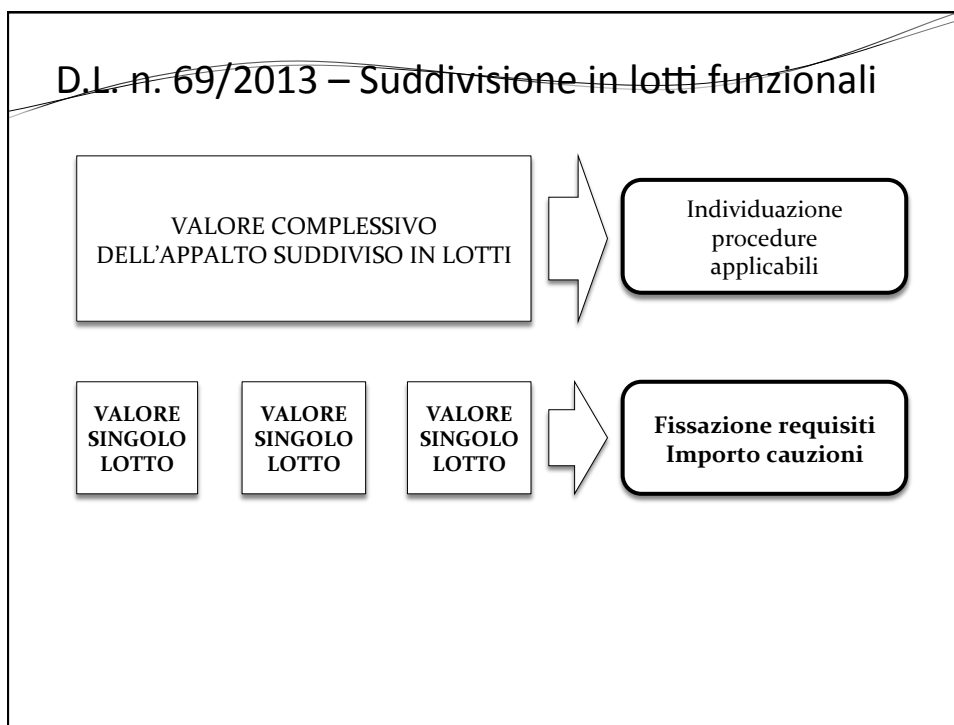 D.L. n. 69/2013 – Suddivisione in lotti funzionali
VALORE COMPLESSIVO
DELL’APPALTO SUDDIVISO IN LOTTI
Individuazione
procedure
applicabili
VALORE
SINGOLO
LOTTO
VALORE
SINGOLO
LOTTO
VALORE
SINGOLO
LOTTO
Fissazione requisiti
Importo cauzioni